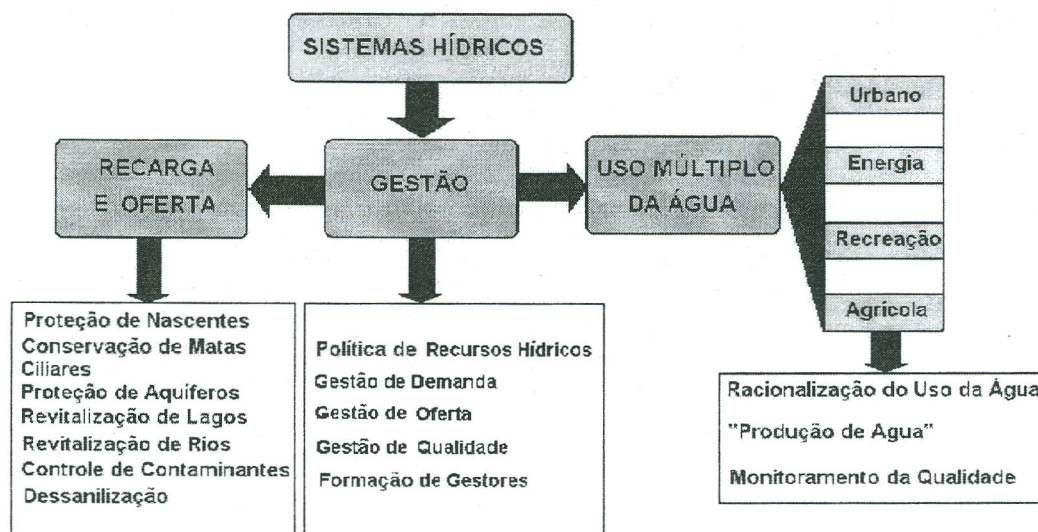 SISTEMAS HÍDRICOS
RECARGA
E OFERTA
GESTÃO
USO MÚLTIPLO
DA ÁGUA
Urbano
Energia
Recreação
Agrícola
Proteção de Nascentes
Conservação de Matas
Ciliares
Proteção de Aquíferos
Revitalização de Lagos
Revitalização de Rios
Controle de Contaminantes
Dessanilização
Política de Recursos Hídricos
Gestão de Demanda
Gestão de Oferta
Gestão de Qualidade
Formação de Gestores
Racionalização do Uso da Água
"Produção de Agua"
Monitoramento da Qualidade